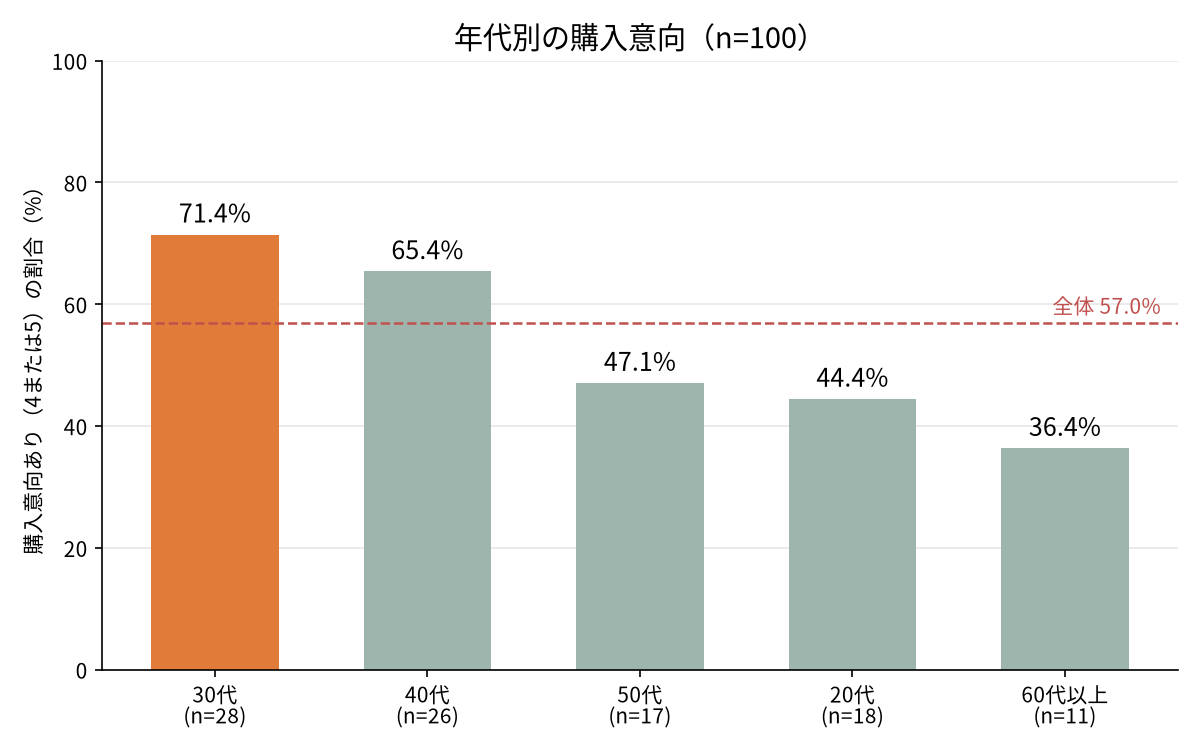 年代別の購入意向（n=100）
購入意向あり（4または5）の割合（%）
100
80
60
40
20
0
71.4%
65.4%
47.1%
44.4%
36.4%
全体 57.0%
30代
(n=28)
40代
(n=26)
50代
(n=17)
20代
(n=18)
60代以上
(n=11)